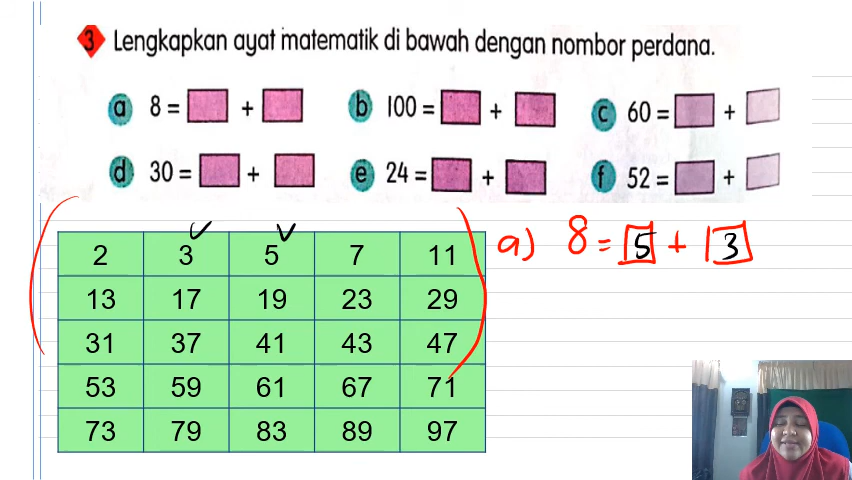 3 Lengkapkan ayat matematik di bawah dengan nombor perdana.
a 8 = + b 100 = + c 60 = +
d 30 = + e 24 = + f 52 = +
a) 8 = 5 + 3
2 3 5 7 11
13 17 19 23 29
31 37 41 43 47
53 59 61 67 71
73 79 83 89 97